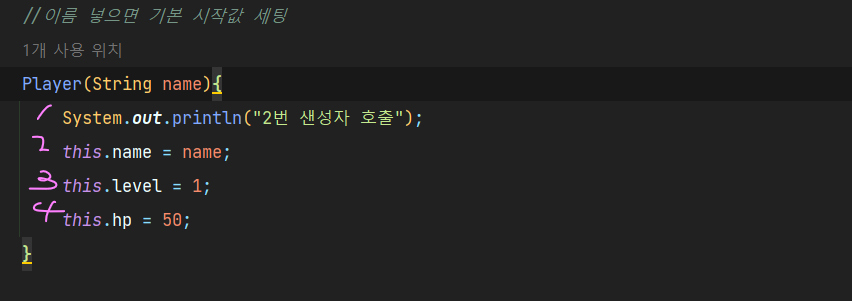 //이름 넣으면 기본 시작값 세팅
1개 사용 위치
Player(String name){
1 System.out.println("2번 샌성자 호출");
2 this.name = name;
3 this.level = 1;
4 this.hp = 50;
}